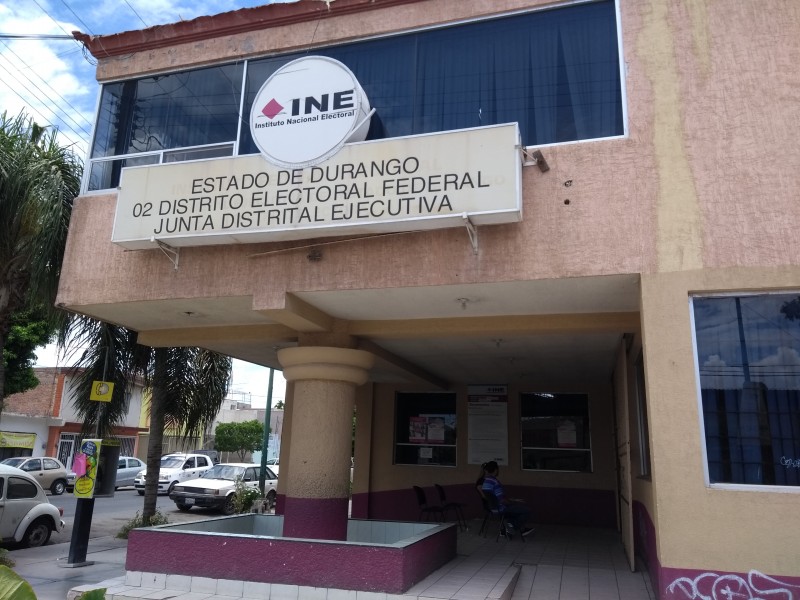 INE
Instituto Nacional Electoral
ESTADO DE DURANGO
02 DISTRITO ELECTORAL FEDERAL
JUNTA DISTRITAL EJECUTIVA